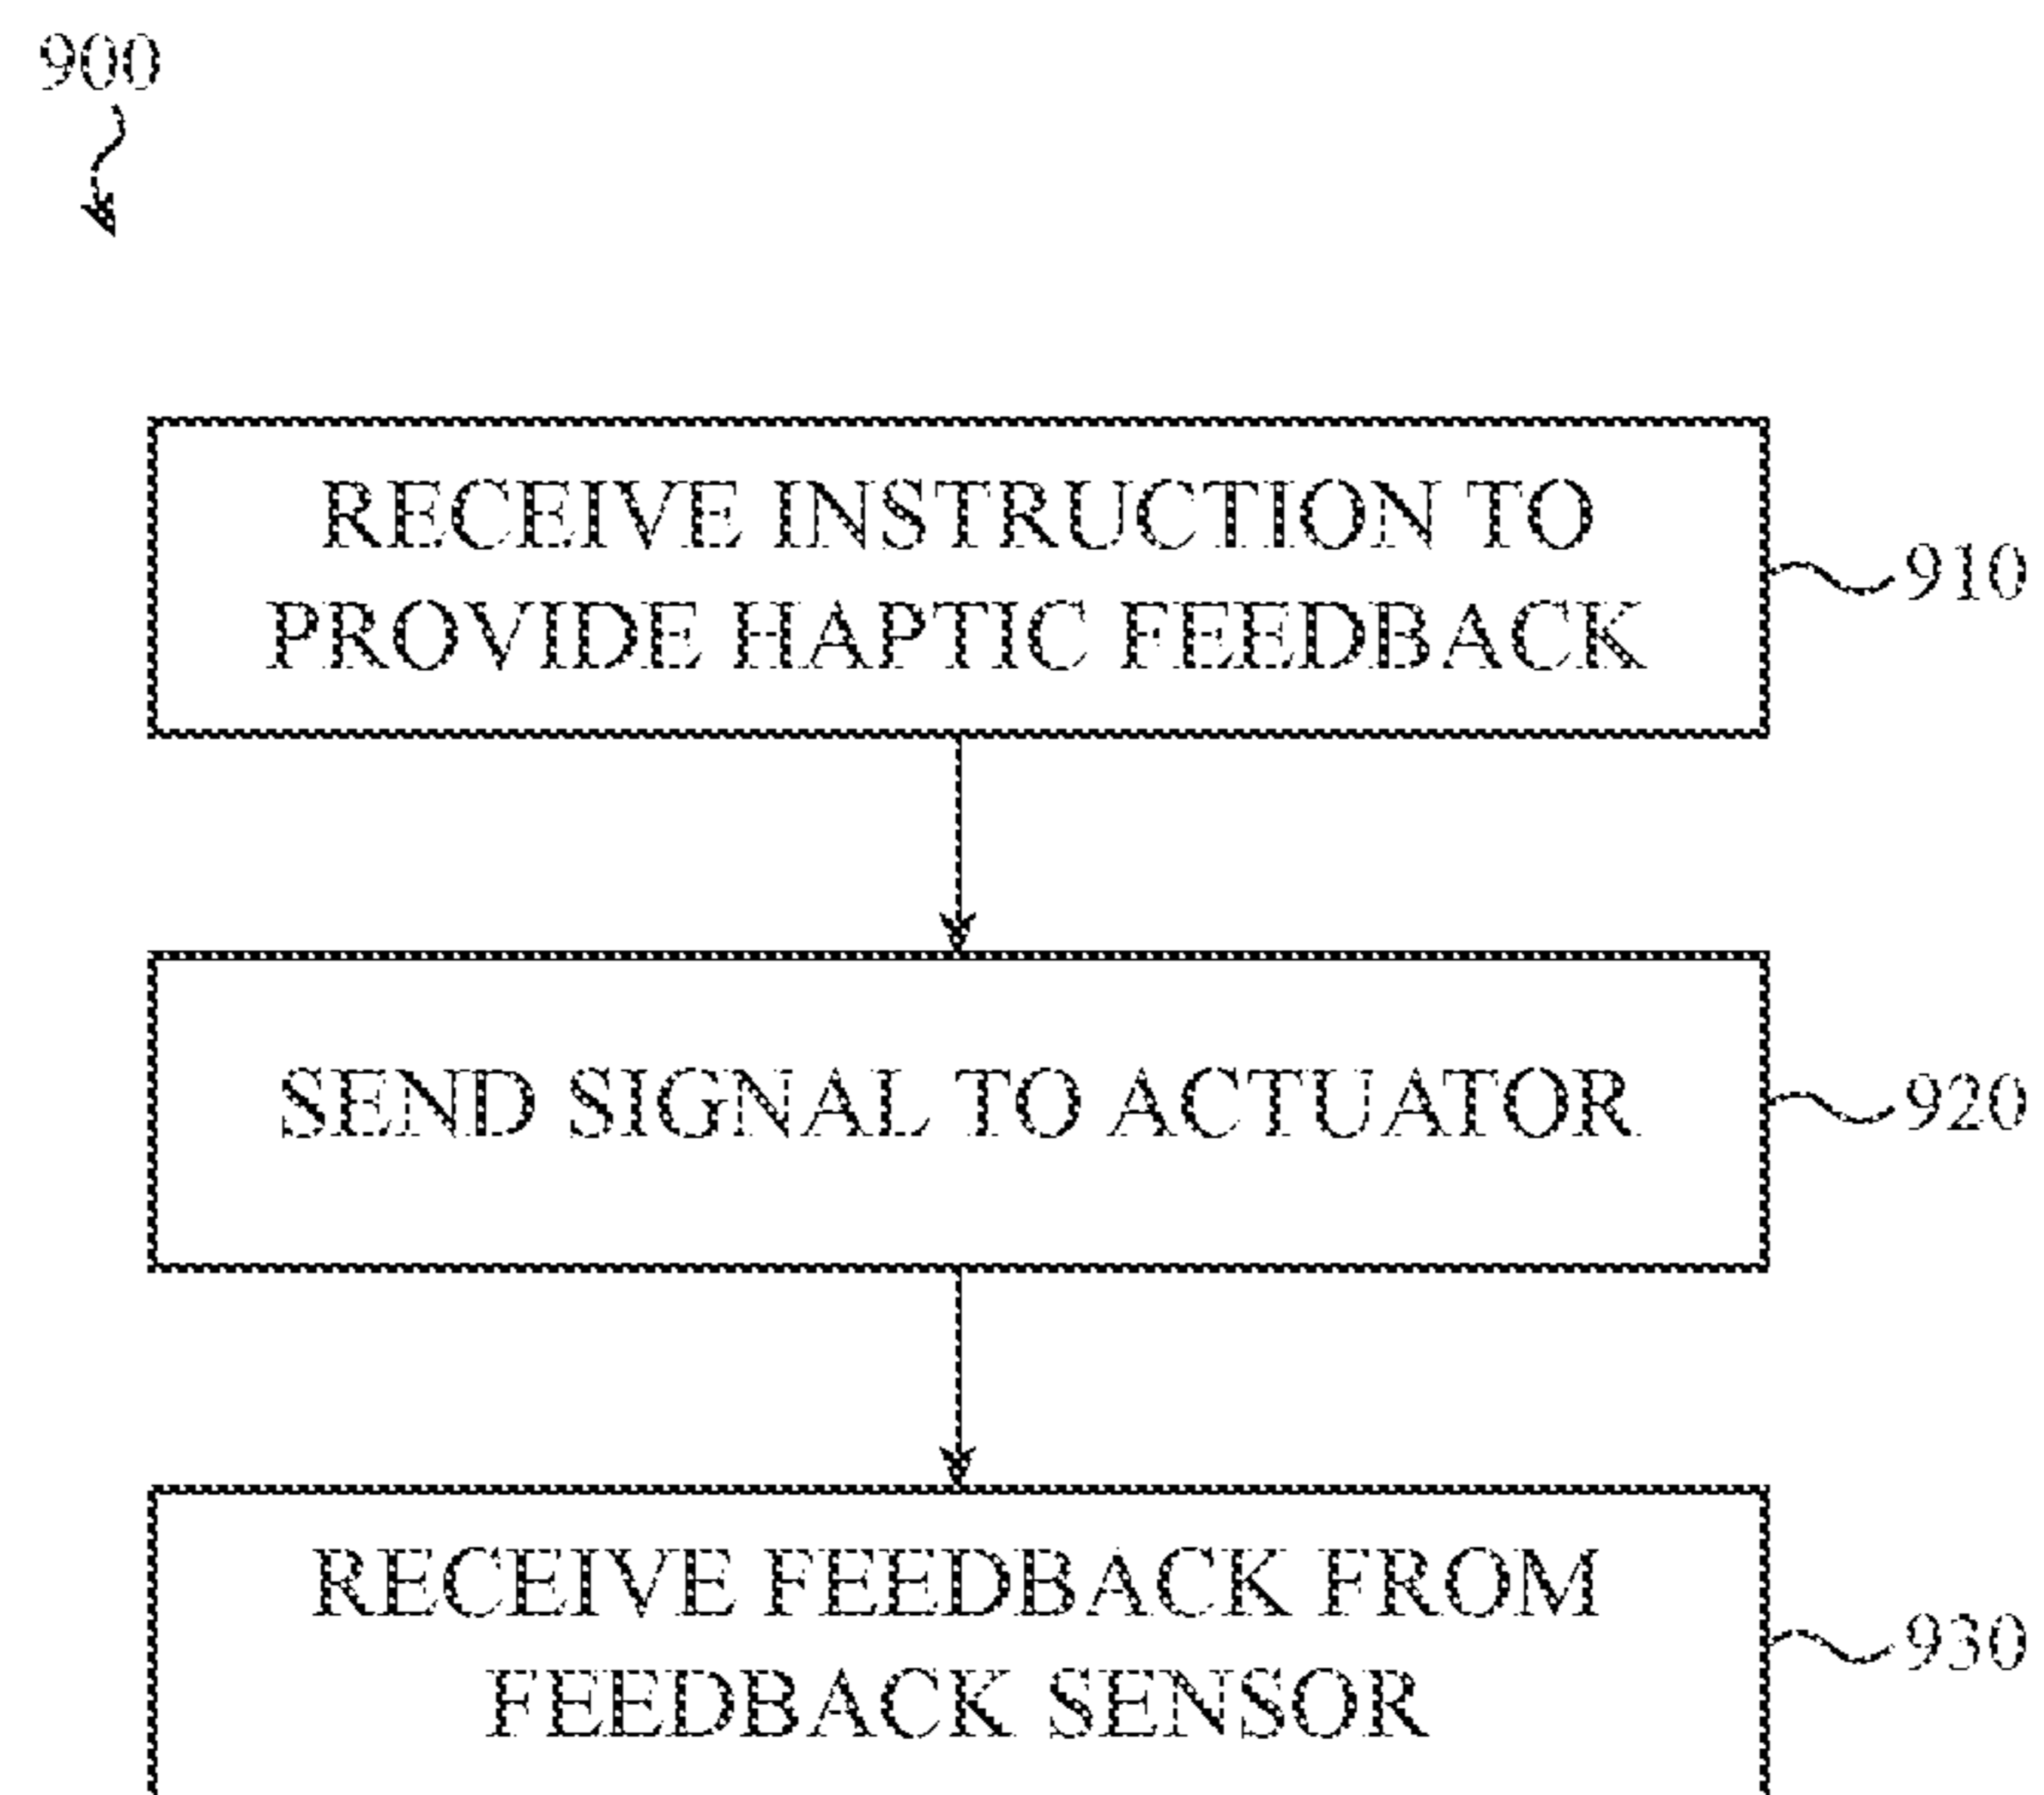 900
RECEIVE INSTRUCTION TO
PROVIDE HAPTIC FEEDBACK
910
SEND SIGNAL TO ACTUATOR
920
RECEIVE FEEDBACK FROM
FEEDBACK SENSOR
930